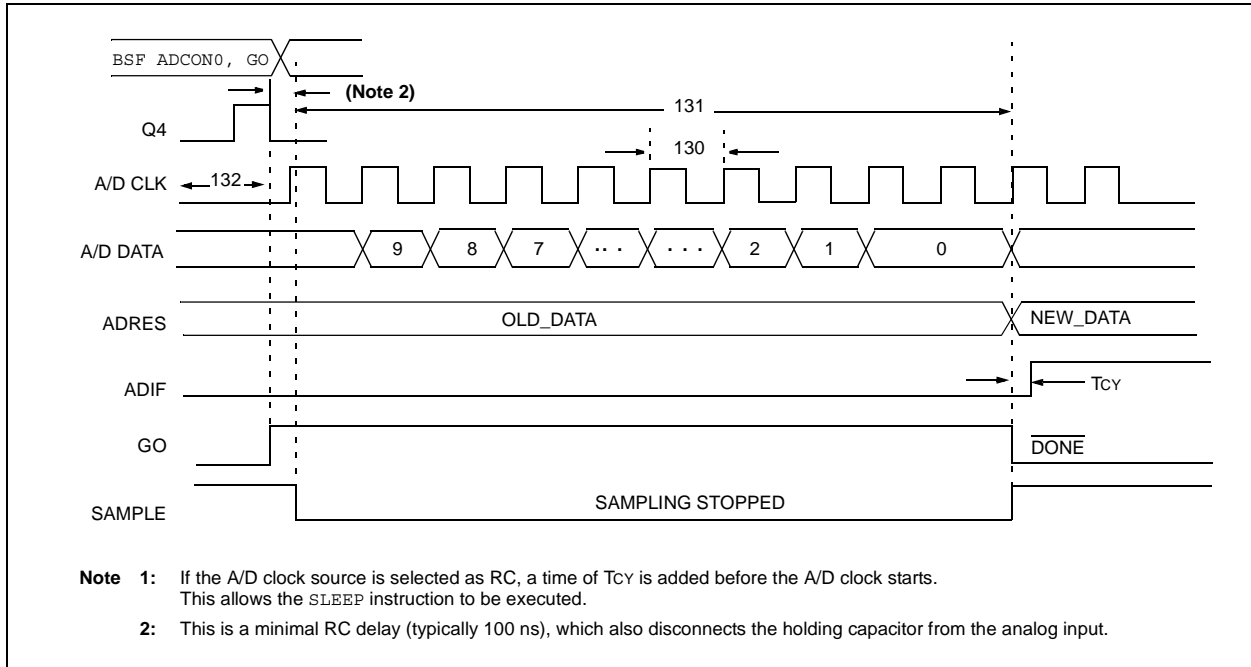 BSF ADCON0, GO
(Note 2)
131
Q4
130
A/D CLK
132
A/D DATA
9 8 7 .. . . . . 2 1 0
ADRES
OLD_DATA
NEW_DATA
ADIF
TCY
GO
DONE
SAMPLE
SAMPLING STOPPED
Note 1: If the A/D clock source is selected as RC, a time of TCY is added before the A/D clock starts.
This allows the SLEEP instruction to be executed.
2: This is a minimal RC delay (typically 100 ns), which also disconnects the holding capacitor from the analog input.